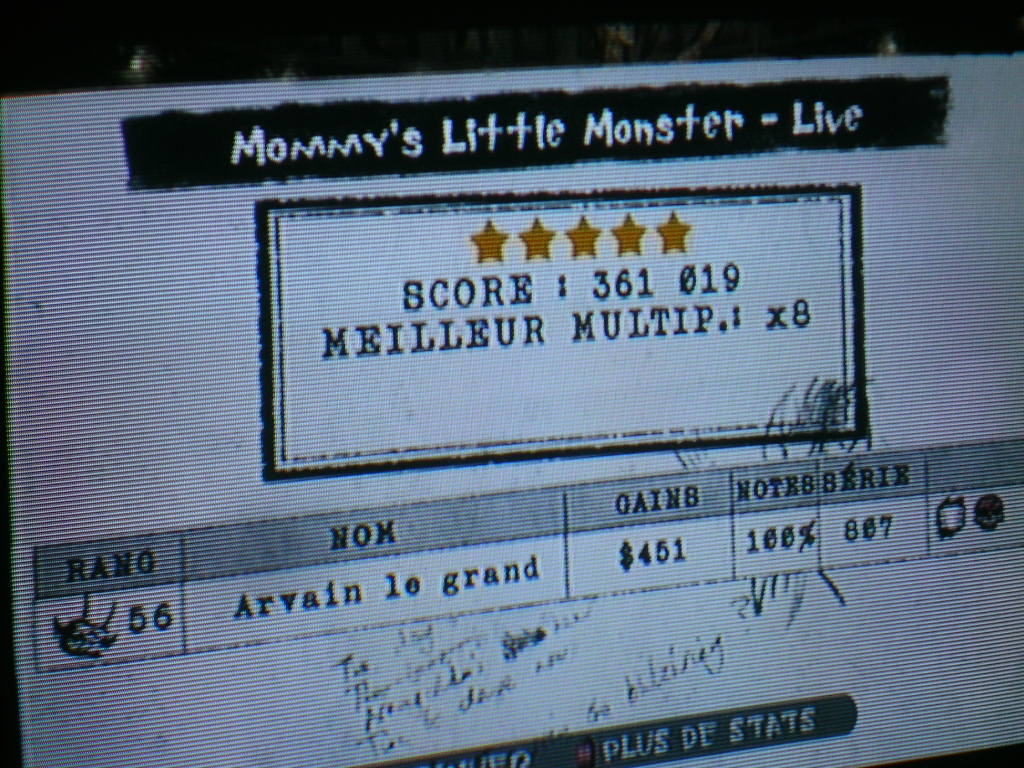 Mommy's Little Monster - Live
SCORE : 361 019
MEILLEUR MULTIP.: x8
RANG NOM GAINS NOTES SÉRIE
56 Arvain le grand $451 100% 807
PLUS DE STATS